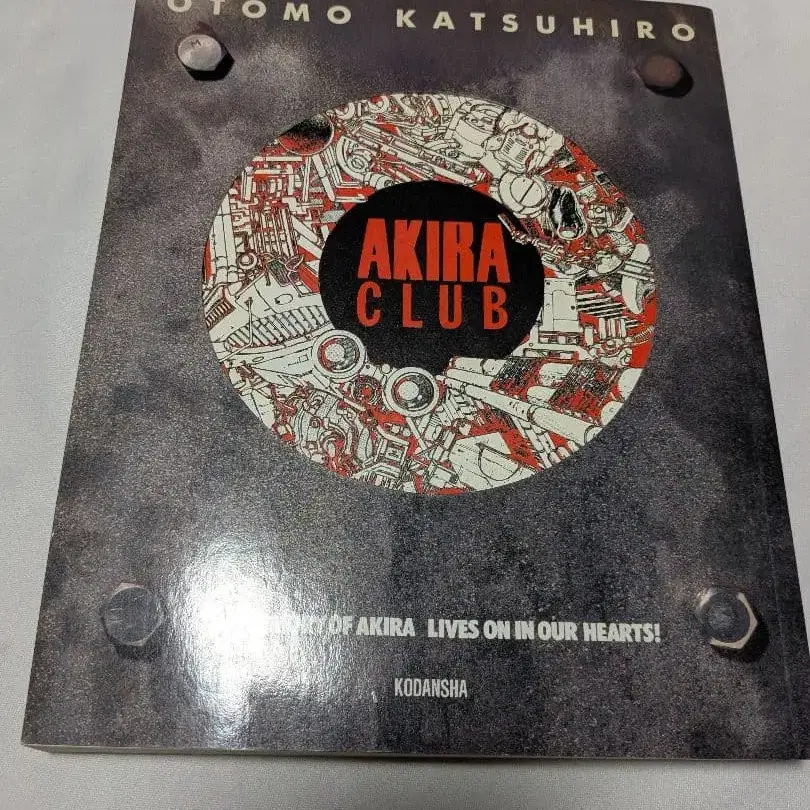 OTOMO KATSUHIRO
AKIRA
CLUB
OF AKIRA LIVES ON IN OUR HEARTS!
KODANSHA